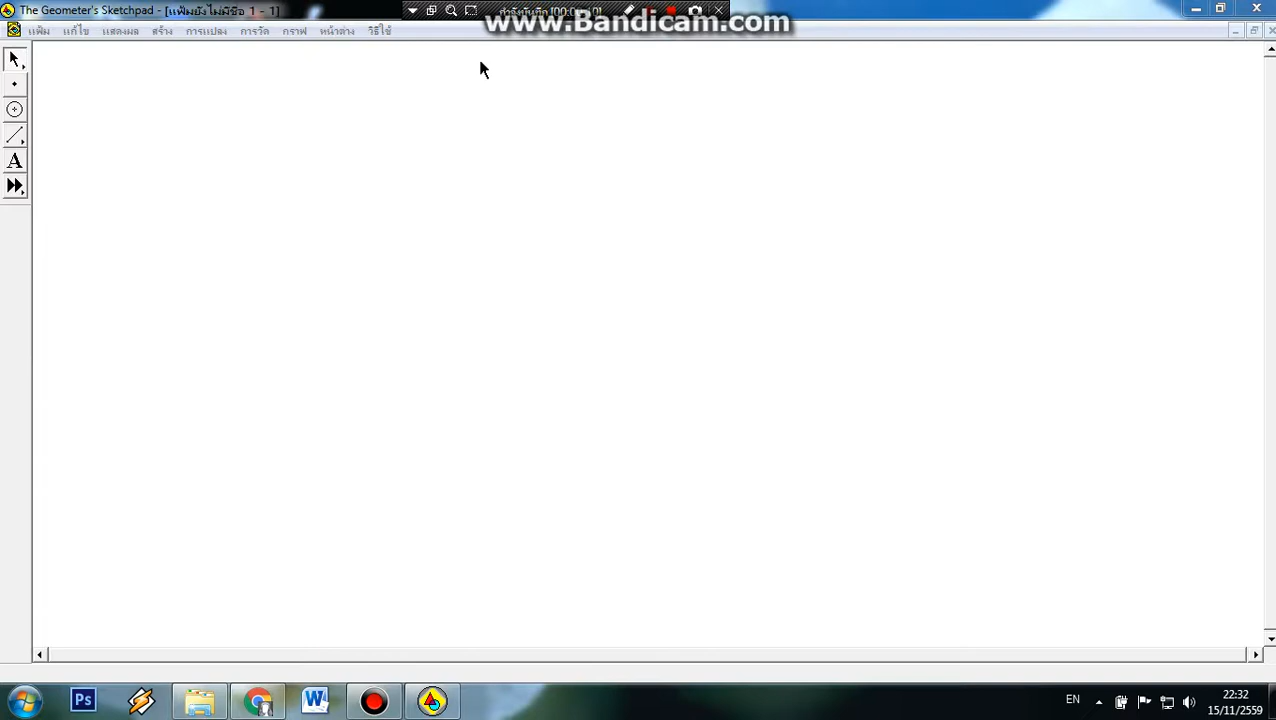 The Geometer's Sketchpad - [แฟ้มยังไม่มีชื่อ 1 - 1]
www.Bandicam.com
แฟ้ม แก้ไข แสดงผล สร้าง การแปลง การวัด กราฟ หน้าต่าง วิธีใช้
A
Ps
W
EN
22:32
15/11/2559